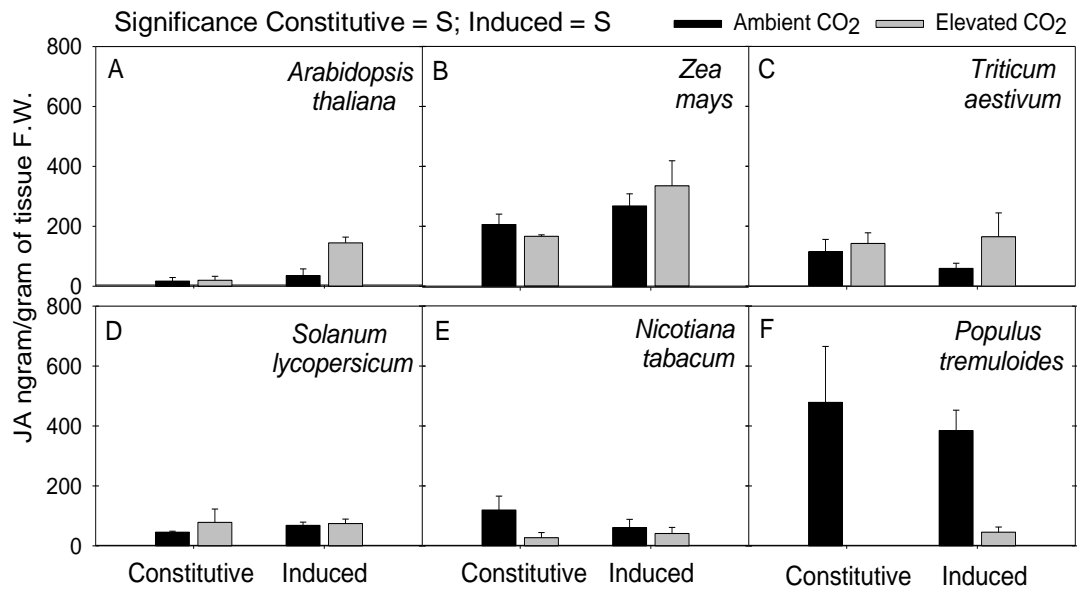 Significance Constitutive = S; Induced = S
Ambient CO2
Elevated CO2
JA ngram/gram of tissue F.W.
800
600
400
200
0
A
Arabidopsis
thaliana
B
Zea
mays
C
Triticum
aestivum
800
600
400
200
0
D
Solanum
lycopersicum
E
Nicotiana
tabacum
F
Populus
tremuloides
Constitutive
Induced
Constitutive
Induced
Constitutive
Induced